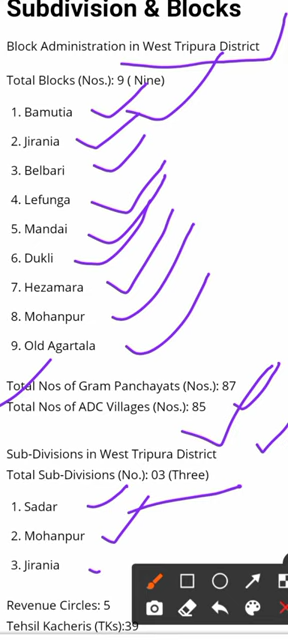 Subdivision & Blocks
Block Administration in West Tripura District
Total Blocks (Nos.): 9 ( Nine)
1. Bamutia
2. Jirania
3. Belbari
4. Lefunga
5. Mandai
6. Dukli
7. Hezamara
8. Mohanpur
9. Old Agartala
Total Nos of Gram Panchayats (Nos.): 87
Total Nos of ADC Villages (Nos.): 85
Sub-Divisions in West Tripura District
Total Sub-Divisions (No.): 03 (Three)
1. Sadar
2. Mohanpur
3. Jirania
Revenue Circles: 5
Tehsil Kacheris (TKs):39